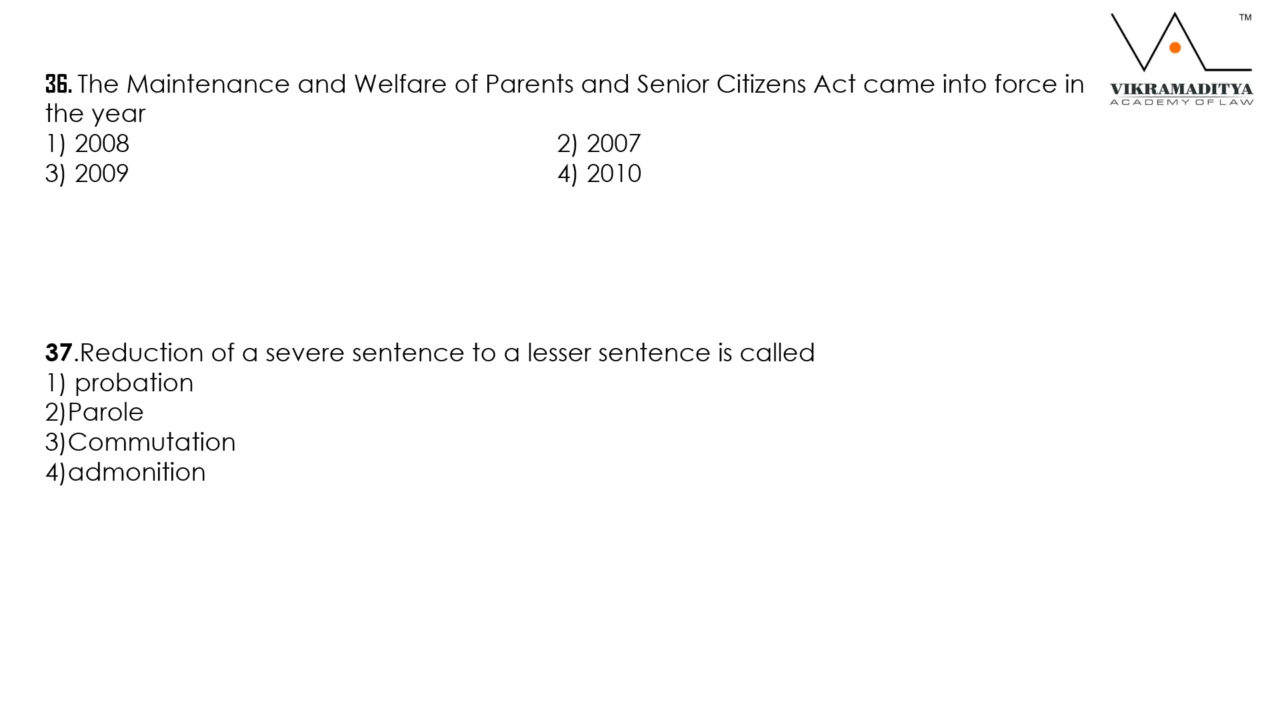 TM
VIKRAMADITYA
ACADEMY OF LAW
36. The Maintenance and Welfare of Parents and Senior Citizens Act came into force in
the year
1) 2008 2) 2007
3) 2009 4) 2010
37.Reduction of a severe sentence to a lesser sentence is called
1) probation
2)Parole
3)Commutation
4)admonition